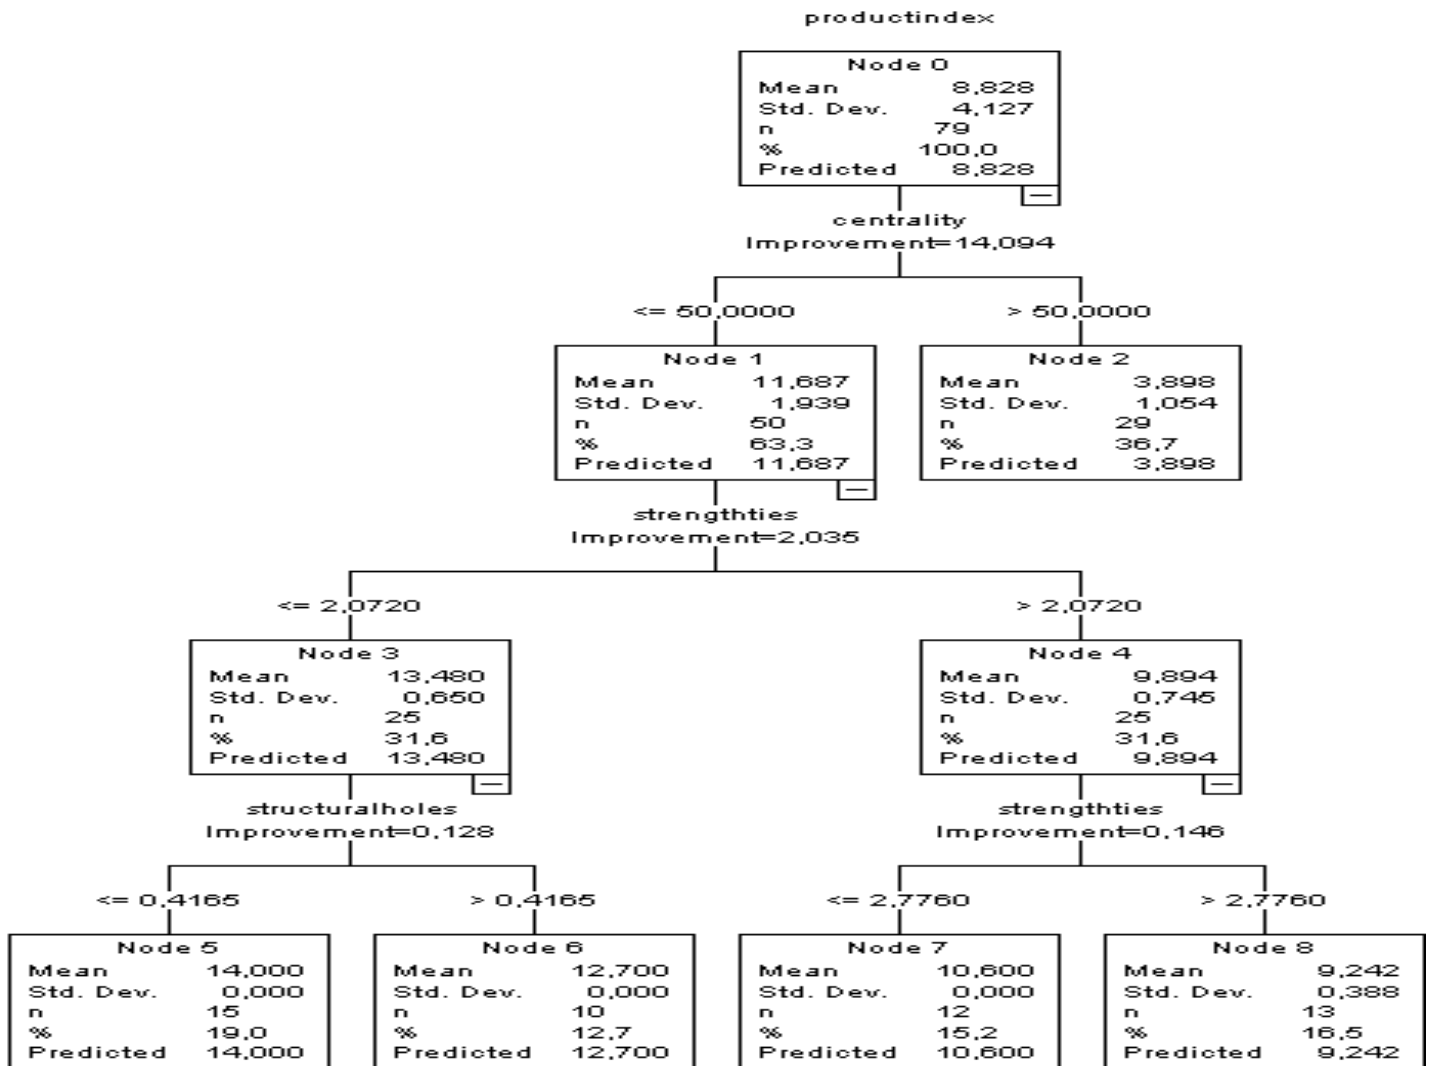 productindex
Node 0
Mean 8,828
Std. Dev. 4,127
n 79
% 100,0
Predicted 8,828
centrality
Improvement=14,094
<= 50,0000 > 50,0000
Node 1
Mean 11,687
Std. Dev. 1,939
n 50
% 63,3
Predicted 11,687
Node 2
Mean 3,898
Std. Dev. 1,054
n 29
% 36,7
Predicted 3,898
strengthties
Improvement=2,035
<= 2,0720 > 2,0720
Node 3
Mean 13,480
Std. Dev. 0,650
n 25
% 31,6
Predicted 13,480
Node 4
Mean 9,894
Std. Dev. 0,745
n 25
% 31,6
Predicted 9,894
structuralholes
Improvement=0,128
strengthties
Improvement=0,146
<= 0,4165 > 0,4165 <= 2,7760 > 2,7760
Node 5
Mean 14,000
Std. Dev. 0,000
n 15
% 19,0
Predicted 14,000
Node 6
Mean 12,700
Std. Dev. 0,000
n 10
% 12,7
Predicted 12,700
Node 7
Mean 10,600
Std. Dev. 0,000
n 12
% 15,2
Predicted 10,600
Node 8
Mean 9,242
Std. Dev. 0,388
n 13
% 16,5
Predicted 9,242